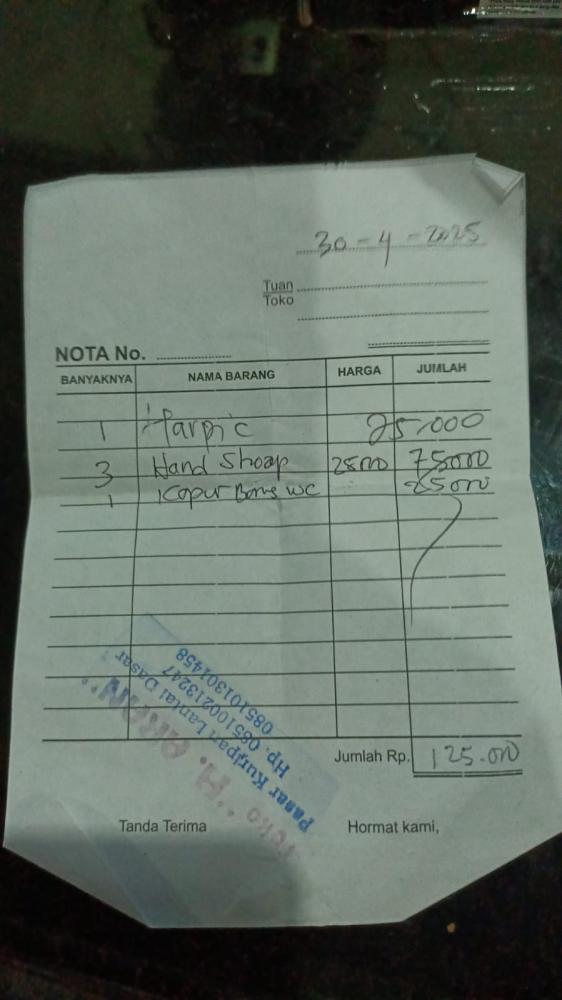 30 - 4 - 2025
Tuan
Toko
NOTA No.
BANYAKNYA NAMA BARANG HARGA JUMLAH
1 Harpic 25.000
3 Hand Shoap 25000 75000
1 Kapur WC 25000
Jumlah Rp. 125.000
Tanda Terima Hormat kami,
Toko "H.
Pasar Kuripan Lantai Dasar
Hp. 085100213247
085101301458